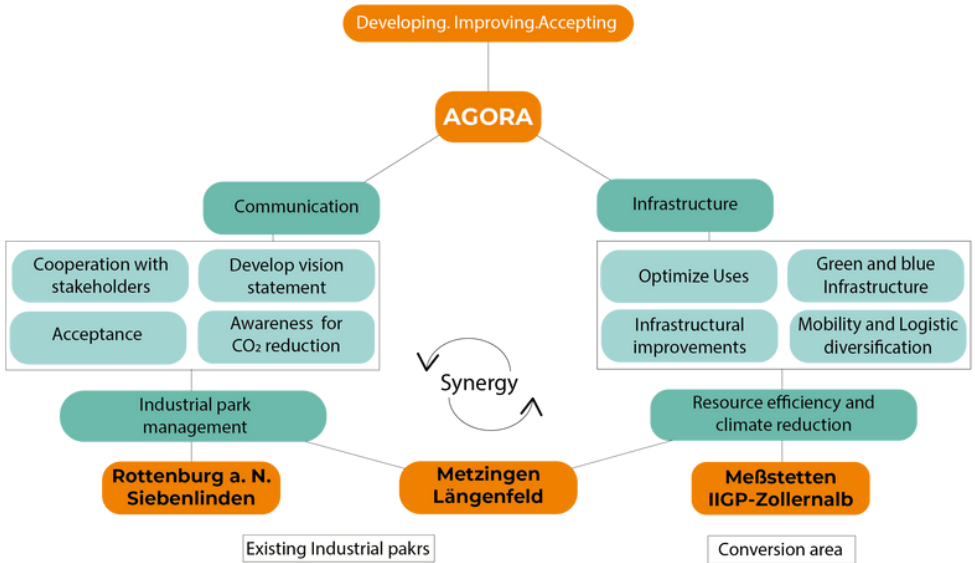 Developing. Improving.Accepting
AGORA
Communication
Infrastructure
Cooperation with
stakeholders
Develop vision
statement
Acceptance
Awareness for
CO₂ reduction
Optimize Uses
Green and blue
Infrastructure
Infrastructural
improvements
Mobility and Logistic
diversification
Synergy
Industrial park
management
Resource efficiency and
climate reduction
Rottenburg a. N.
Siebenlinden
Metzingen
Längenfeld
Meßstetten
IIGP-Zollernalb
Existing Industrial pakrs
Conversion area